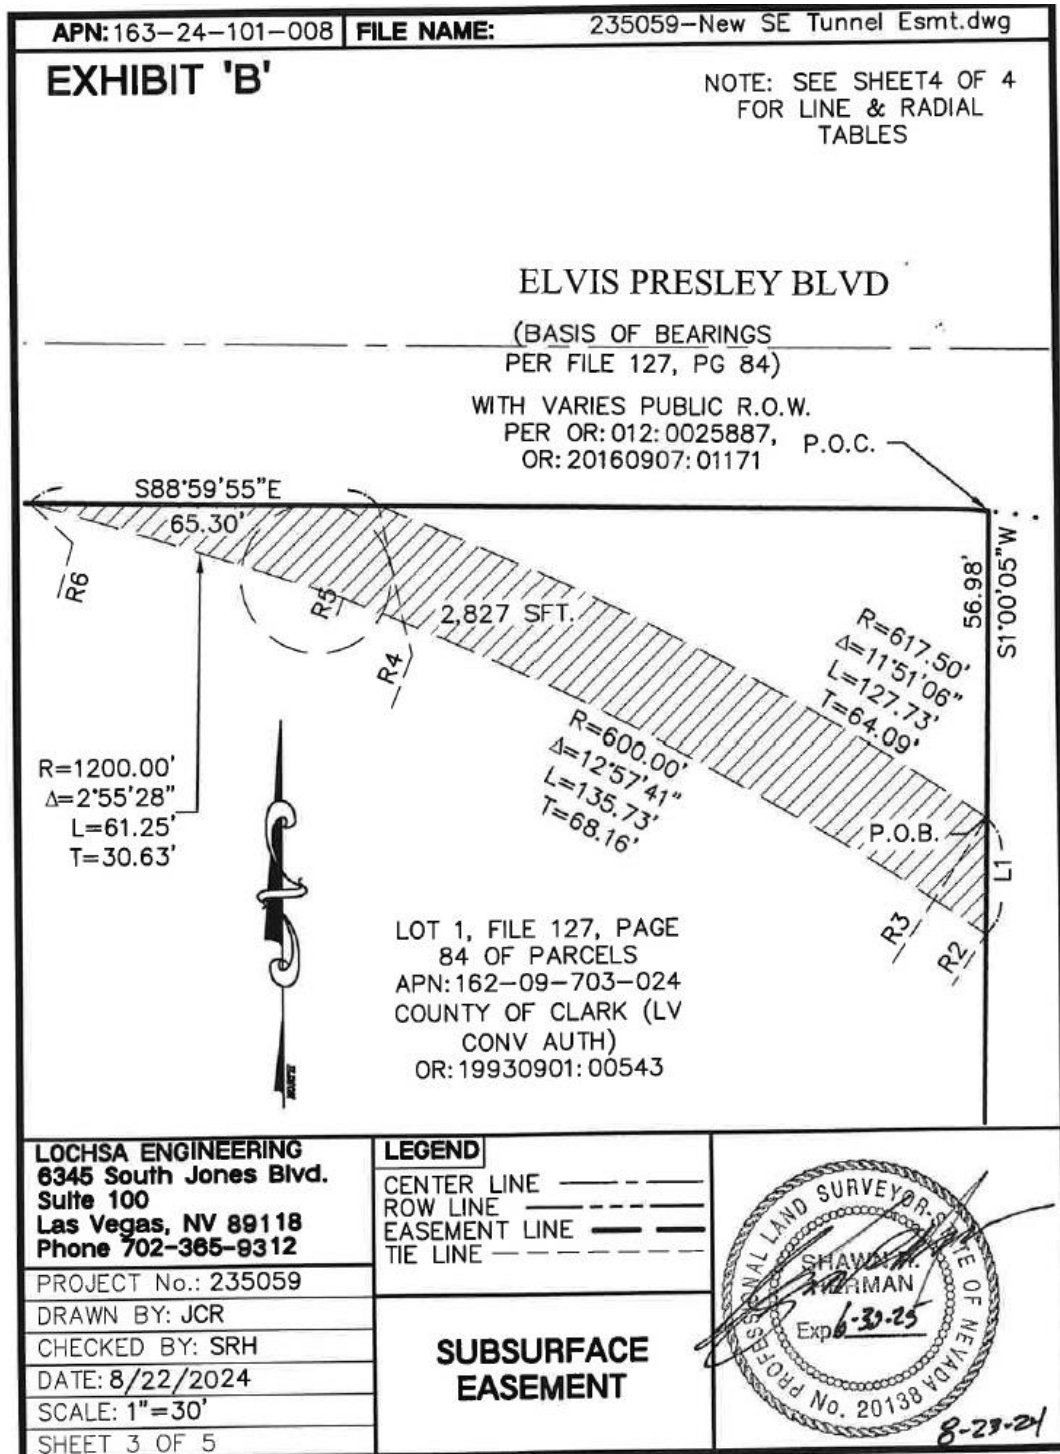 APN: 163-24-101-008 FILE NAME: 235059-New SE Tunnel Esmt.dwg
EXHIBIT 'B'
NOTE: SEE SHEET4 OF 4
FOR LINE & RADIAL
TABLES
ELVIS PRESLEY BLVD
(BASIS OF BEARINGS
PER FILE 127, PG 84)
WITH VARIES PUBLIC R.O.W.
PER OR:012:0025887,
OR:20160907:01171
P.O.C.
S88°59'55"E
65.30'
R6
R5
R4
2,827 SFT.
56.98'
S1°00'05"W
R=617.50'
Δ=11°51'06"
L=127.73'
T=64.09'
R=600.00'
Δ=12°57'41"
L=135.73'
T=68.16'
R=1200.00'
Δ=2°55'28"
L=61.25'
T=30.63'
P.O.B.
L1
R3
R2
LOT 1, FILE 127, PAGE
84 OF PARCELS
APN:162-09-703-024
COUNTY OF CLARK (LV
CONV AUTH)
OR:19930901:00543
LOCHSA ENGINEERING
6345 South Jones Blvd.
Suite 100
Las Vegas, NV 89118
Phone 702-365-9312
PROJECT No.: 235059
DRAWN BY: JCR
CHECKED BY: SRH
DATE: 8/22/2024
SCALE: 1"=30'
SHEET 3 OF 5
LEGEND
CENTER LINE
ROW LINE
EASEMENT LINE
TIE LINE
SUBSURFACE
EASEMENT
PROFESSIONAL LAND SURVEYOR-STATE OF NEVADA
SHAWN R.
HERMAN
Exp 6-30-25
No. 20138
8-23-24